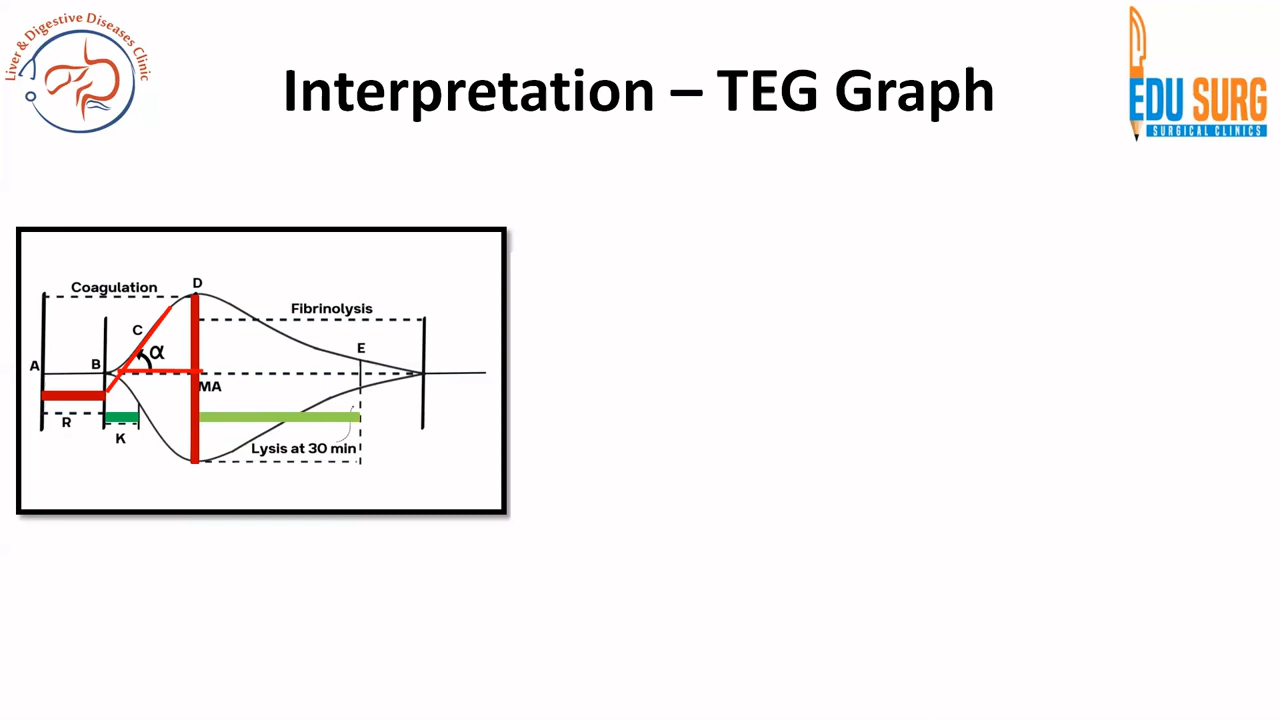 Liver & Digestive Diseases Clinic
Interpretation – TEG Graph
EDU SURG
SURGICAL CLINICS
D
Coagulation
Fibrinolysis
C
α
E
A
B
MA
R
K
Lysis at 30 min